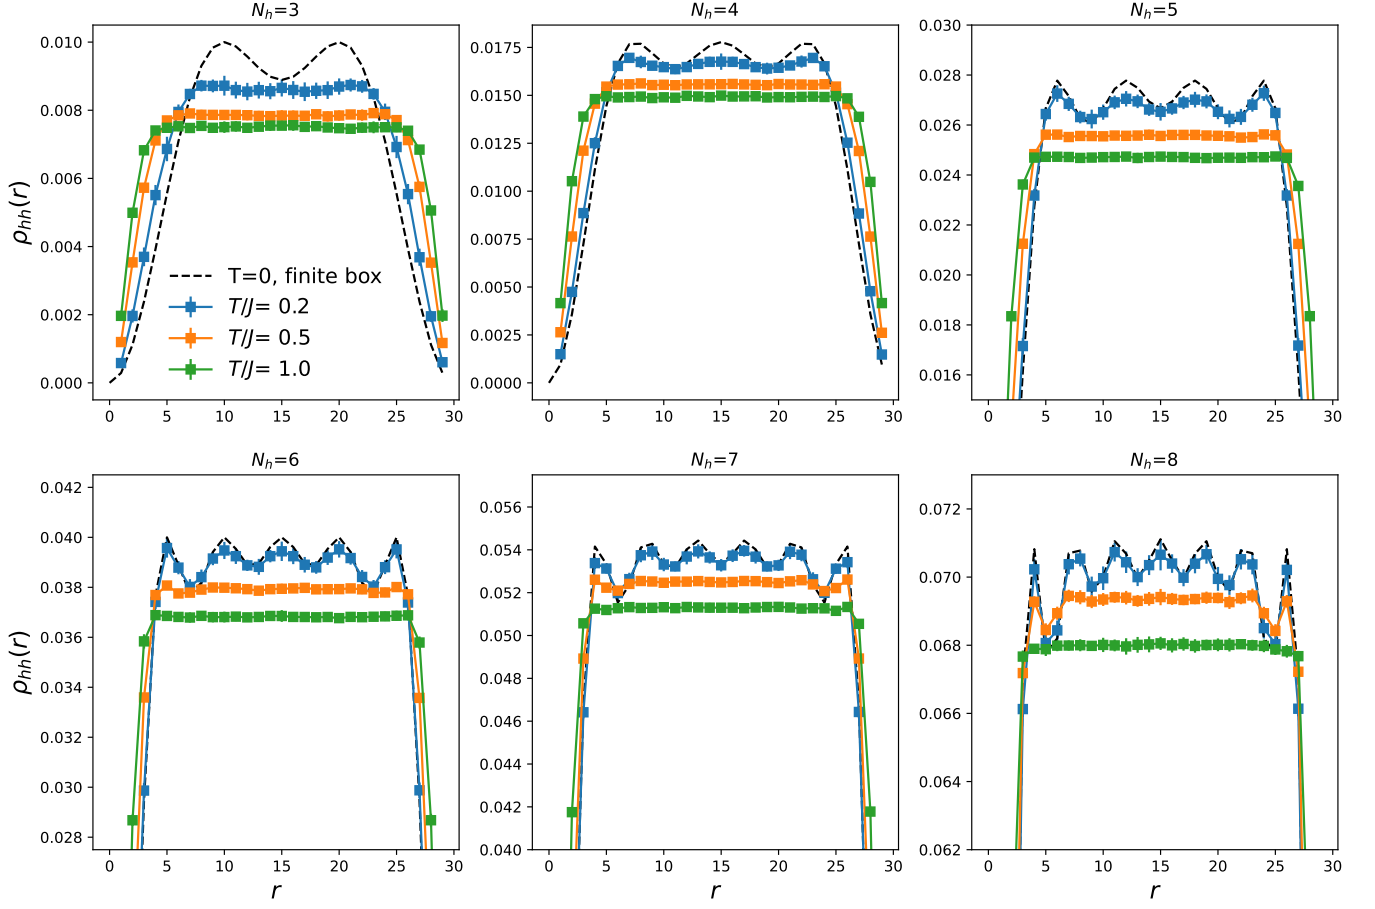 N_h=3
0.010
0.008
0.006
0.004
0.002
0.000
ρ_hh(r)
T=0, finite box
T/J= 0.2
T/J= 0.5
T/J= 1.0
0 5 10 15 20 25 30
N_h=4
0.0175
0.0150
0.0125
0.0100
0.0075
0.0050
0.0025
0.0000
0 5 10 15 20 25 30
N_h=5
0.030
0.028
0.026
0.024
0.022
0.020
0.018
0.016
0 5 10 15 20 25 30
N_h=6
0.042
0.040
0.038
0.036
0.034
0.032
0.030
0.028
ρ_hh(r)
0 5 10 15 20 25 30
r
N_h=7
0.056
0.054
0.052
0.050
0.048
0.046
0.044
0.042
0.040
0 5 10 15 20 25 30
r
N_h=8
0.072
0.070
0.068
0.066
0.064
0.062
0 5 10 15 20 25 30
r